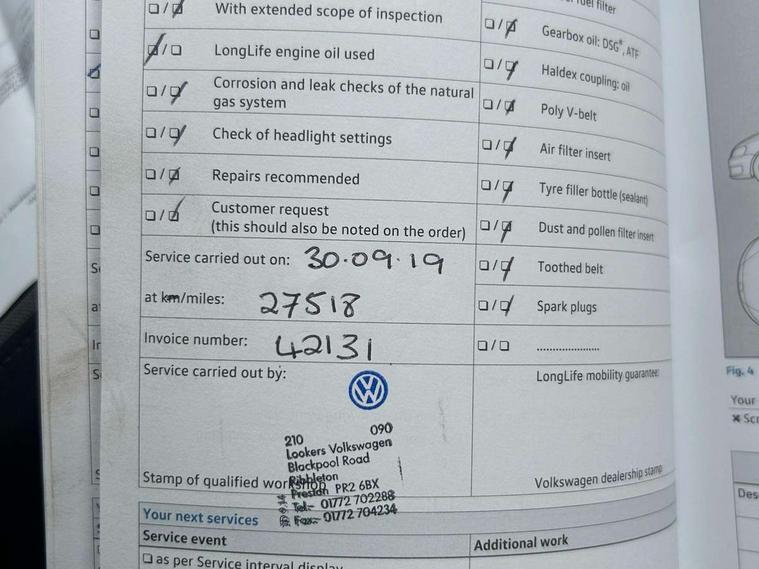 fuel filter
With extended scope of inspection
Gearbox oil: DSG®, ATF
LongLife engine oil used
Haldex coupling: oil
Corrosion and leak checks of the natural
gas system
Poly V-belt
Check of headlight settings
Air filter insert
Repairs recommended
Tyre filler bottle (sealant)
Customer request
(this should also be noted on the order)
Dust and pollen filter insert
Service carried out on: 30.09.19
Toothed belt
at km/miles: 27518
Spark plugs
Invoice number: 42131
....................
Service carried out by:
LongLife mobility guarantee:
210 090
Lookers Volkswagen
Blackpool Road
Ribbleton
Preston PR2 6BX
Tel:- 01772 702288
Fax:- 01772 704234
Stamp of qualified workshop
Volkswagen dealership stamp
Your next services
Service event
Additional work
as per Service interval display
Fig. 4
Your